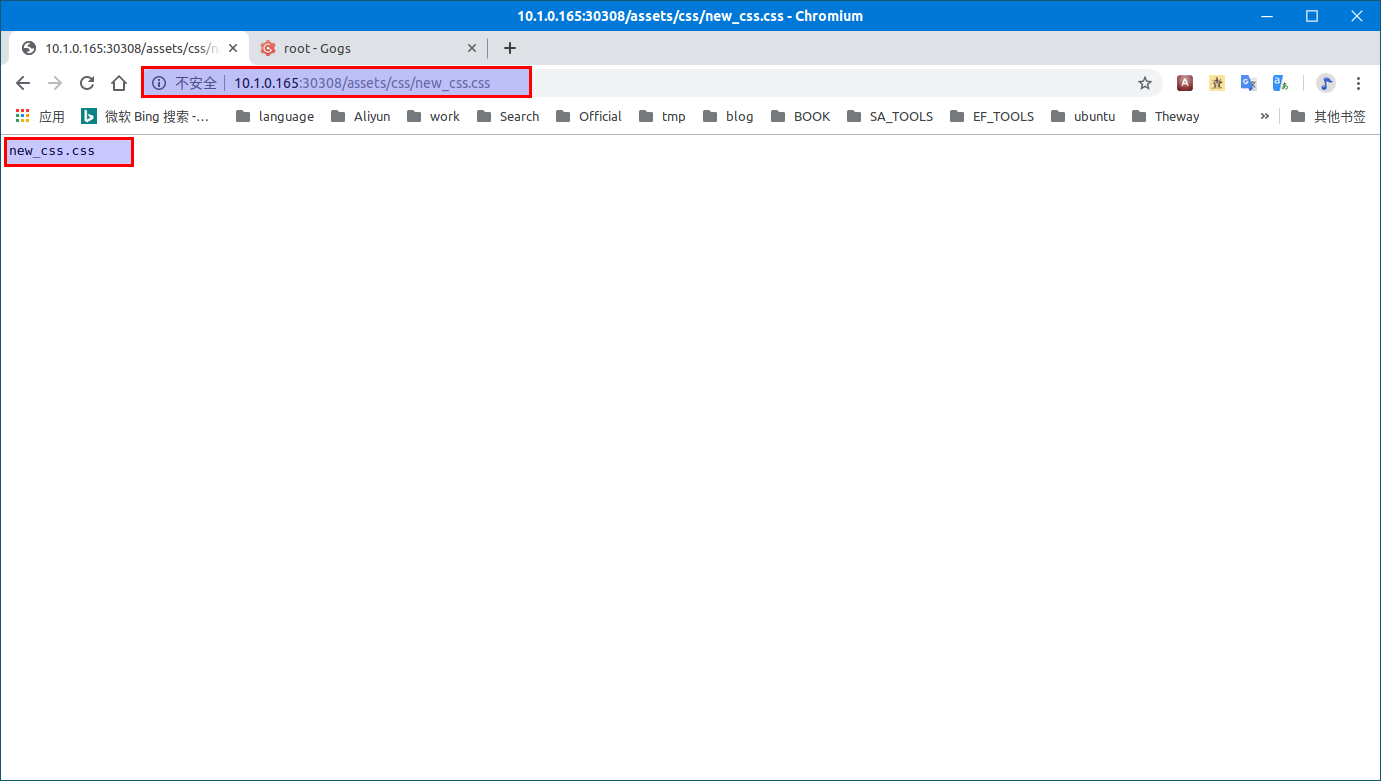 10.1.0.165:30308/assets/css/new_css.css - Chromium
10.1.0.165:30308/assets/css/n
root - Gogs
不安全 10.1.0.165:30308/assets/css/new_css.css
应用 微软 Bing 搜索 -... language Aliyun work Search Official tmp blog BOOK SA_TOOLS EF_TOOLS ubuntu Theway » 其他书签
new_css.css